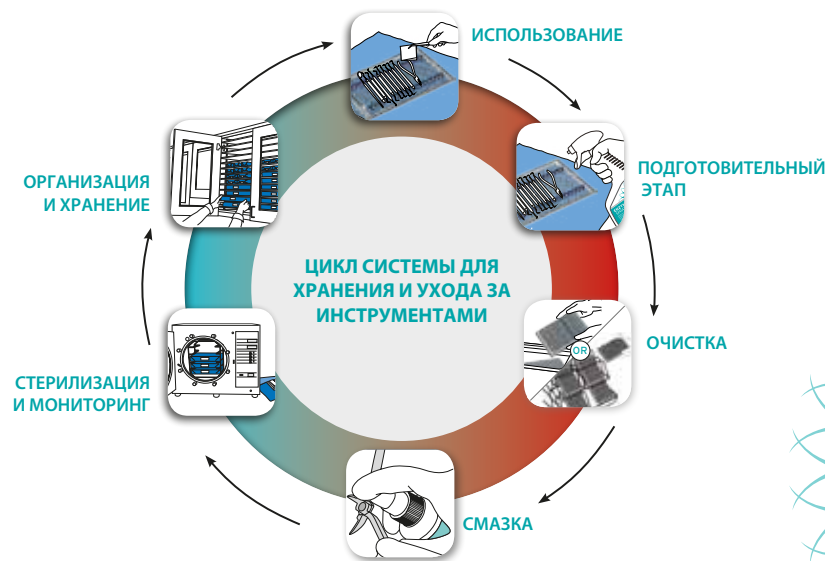 ИСПОЛЬЗОВАНИЕ
ПОДГОТОВИТЕЛЬНЫЙ
ЭТАП
ОЧИСТКА
OR
СМАЗКА
СТЕРИЛИЗАЦИЯ
И МОНИТОРИНГ
ОРГАНИЗАЦИЯ
И ХРАНЕНИЕ
ЦИКЛ СИСТЕМЫ ДЛЯ
ХРАНЕНИЯ И УХОДА ЗА
ИНСТРУМЕНТАМИ